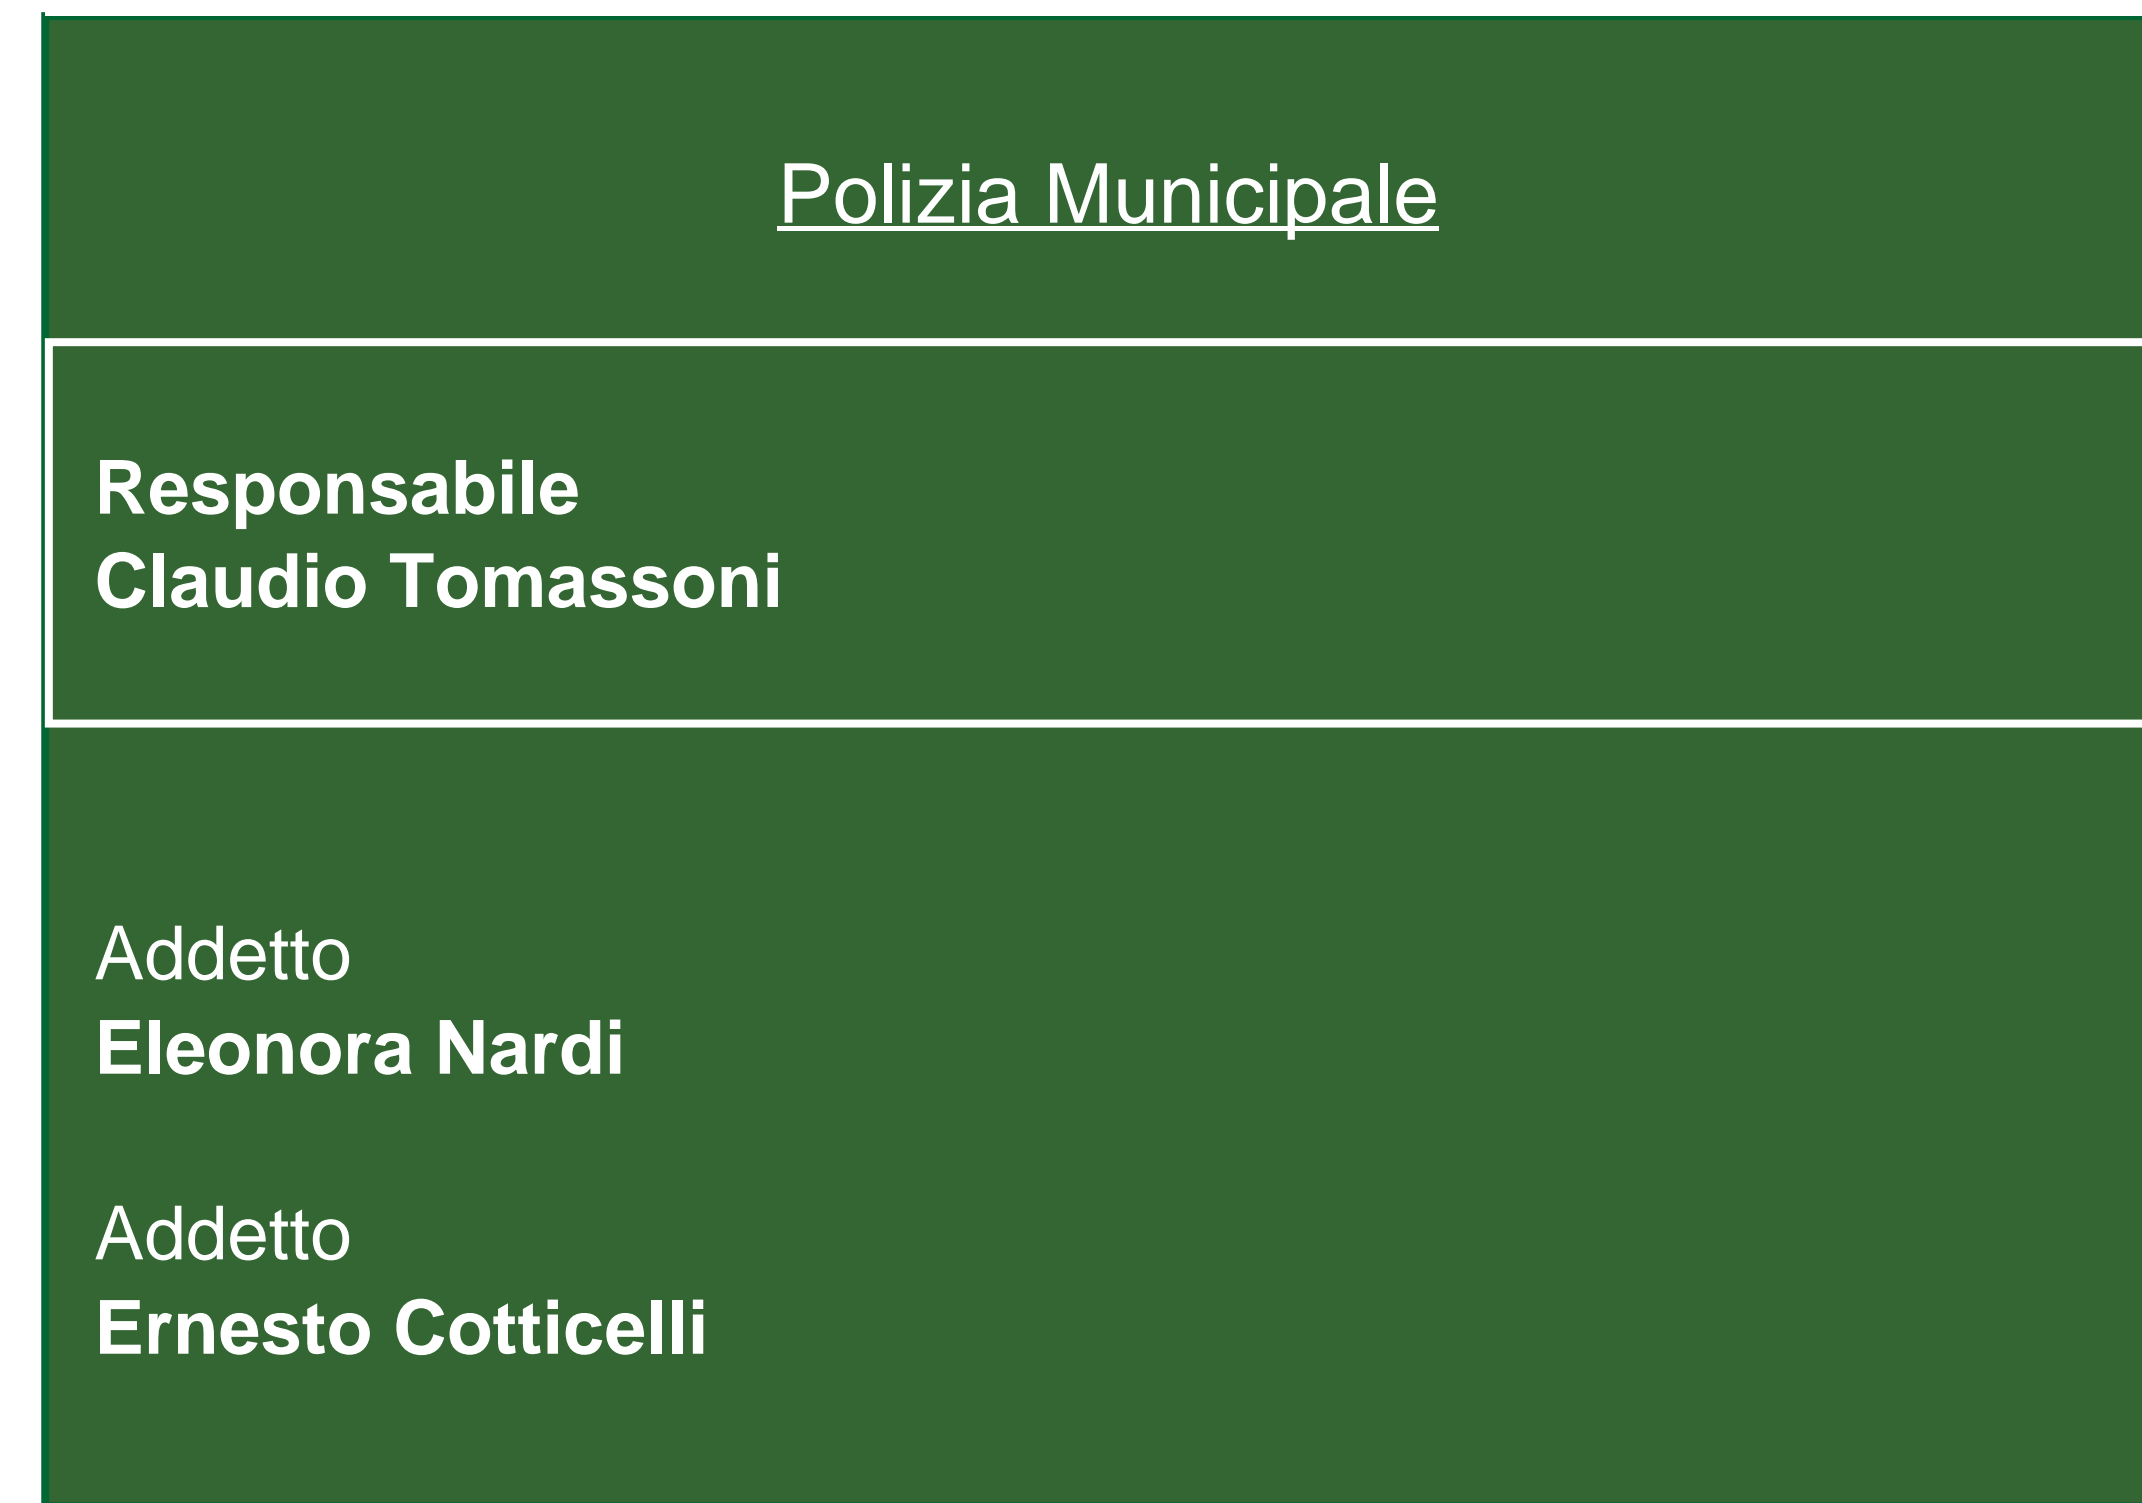 Polizia Municipale
Responsabile
Claudio Tomassoni
Addetto
Eleonora Nardi
Addetto
Ernesto Cotticelli